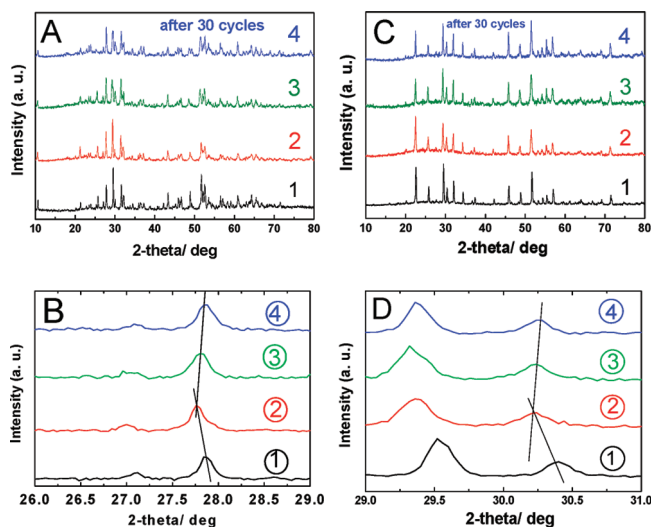 A
after 30 cycles
4
3
2
1
Intensity (a. u.)
10 20 30 40 50 60 70 80
2-theta/ deg
C
after 30 cycles
4
3
2
1
Intensity (a. u.)
10 20 30 40 50 60 70 80
2-theta/ deg
B
④
③
②
①
Intensity (a. u.)
26.0 26.5 27.0 27.5 28.0 28.5 29.0
2-theta/ deg
D
④
③
②
①
Intensity (a. u.)
29.0 29.5 30.0 30.5 31.0
2-theta/ deg